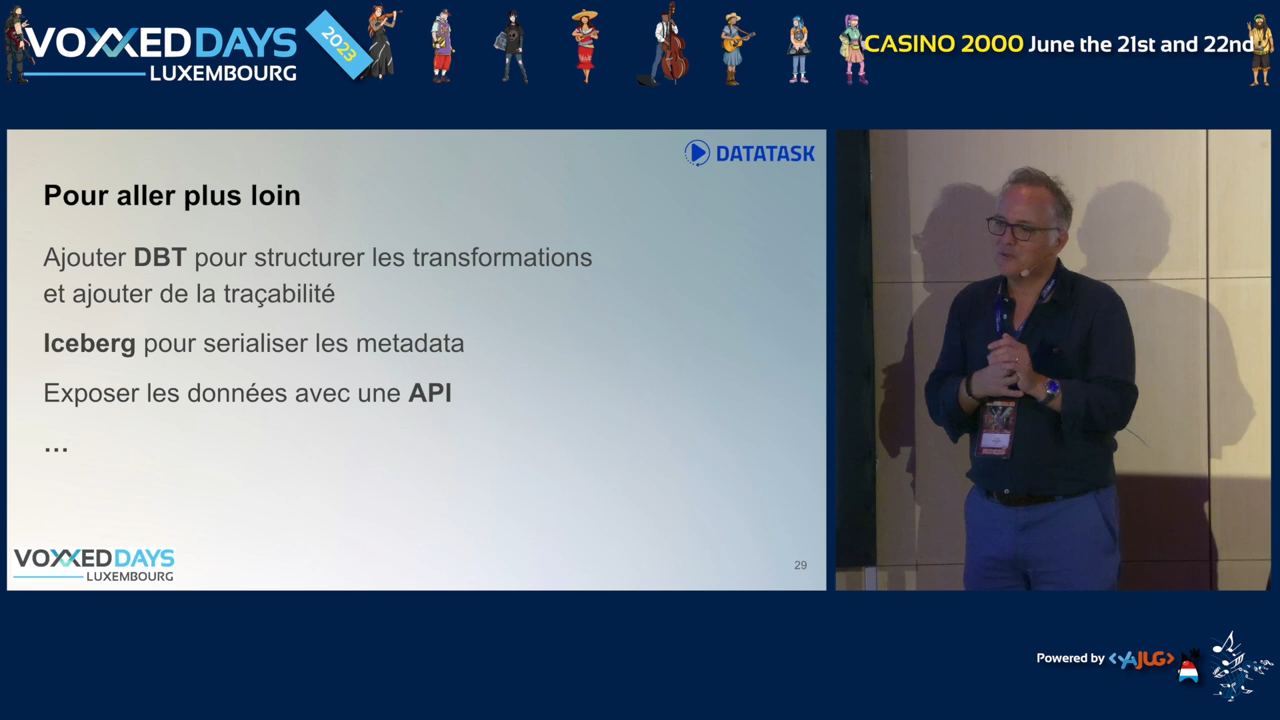 VOXXED DAYS
LUXEMBOURG
2023
CASINO 2000 June the 21st and 22nd
DATATASK
Pour aller plus loin
Ajouter DBT pour structurer les transformations
et ajouter de la traçabilité
Iceberg pour serialiser les metadata
Exposer les données avec une API
...
VOXXED DAYS
LUXEMBOURG
29
Powered by <YAJUG>